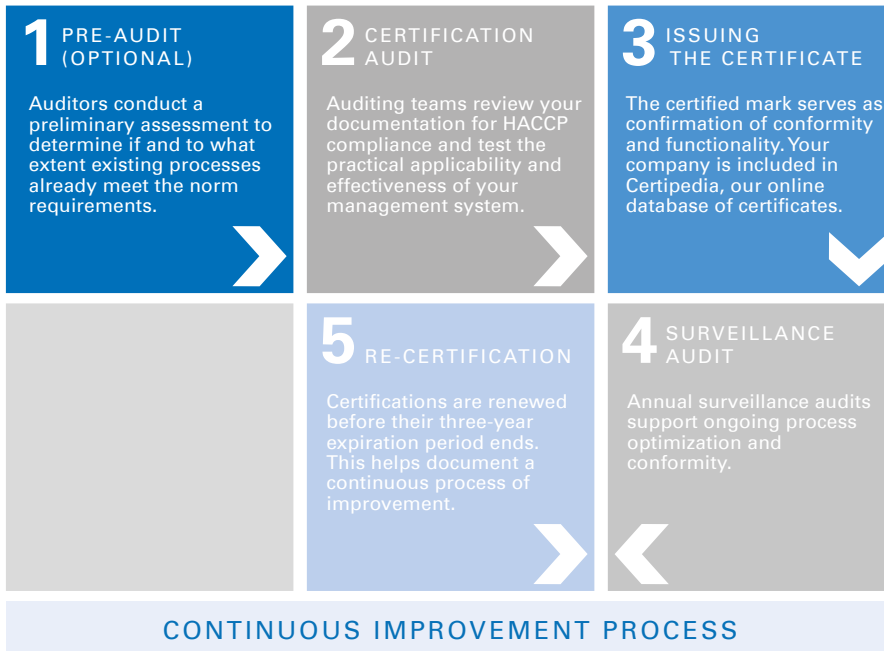 1 PRE-AUDIT
(OPTIONAL)
Auditors conduct a
preliminary assessment to
determine if and to what
extent existing processes
already meet the norm
requirements.
2 CERTIFICATION
AUDIT
Auditing teams review your
documentation for HACCP
compliance and test the
practical applicability and
effectiveness of your
management system.
3 ISSUING
THE CERTIFICATE
The certified mark serves as
confirmation of conformity
and functionality. Your
company is included in
Certipedia, our online
database of certificates.
4 SURVEILLANCE
AUDIT
Annual surveillance audits
support ongoing process
optimization and
conformity.
5 RE-CERTIFICATION
Certifications are renewed
before their three-year
expiration period ends.
This helps document a
continuous process of
improvement.
CONTINUOUS IMPROVEMENT PROCESS